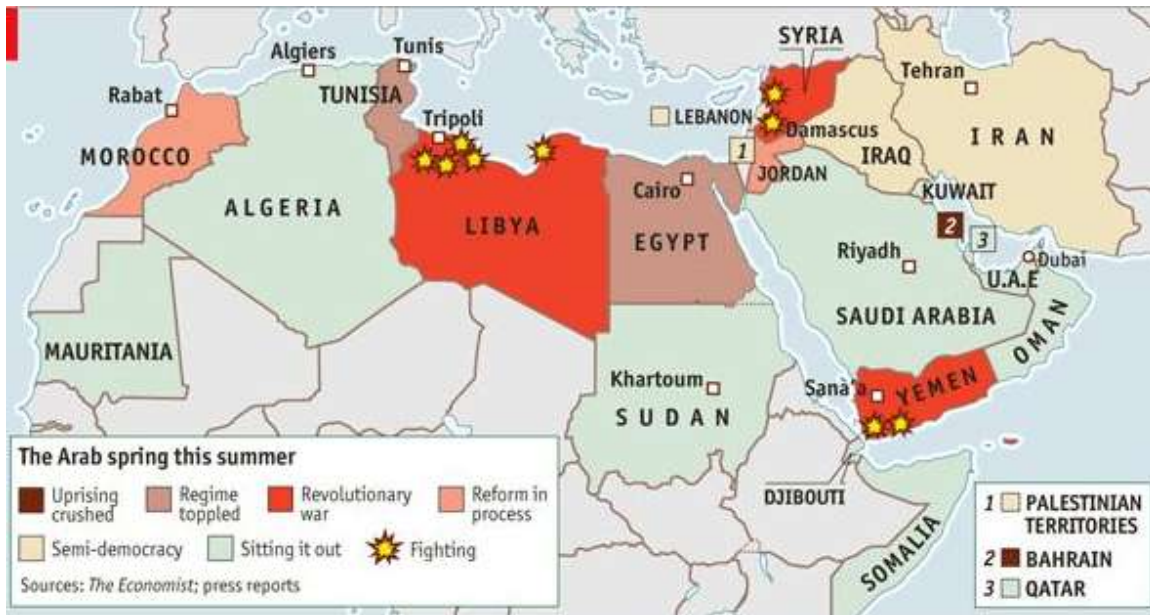 Algiers
Tunis
SYRIA
Tehran
Rabat
TUNISIA
Tripoli
LEBANON
Damascus
IRAN
MOROCCO
1
IRAQ
JORDAN
ALGERIA
Cairo
KUWAIT
LIBYA
EGYPT
2
3
Riyadh
Dubai
U.A.E
SAUDI ARABIA
OMAN
MAURITANIA
Khartoum
Sanà'a
YEMEN
SUDAN
DJIBOUTI
SOMALIA
The Arab spring this summer
Uprising crushed
Regime toppled
Revolutionary war
Reform in process
Semi-democracy
Sitting it out
Fighting
Sources: The Economist; press reports
1 PALESTINIAN
TERRITORIES
2 BAHRAIN
3 QATAR